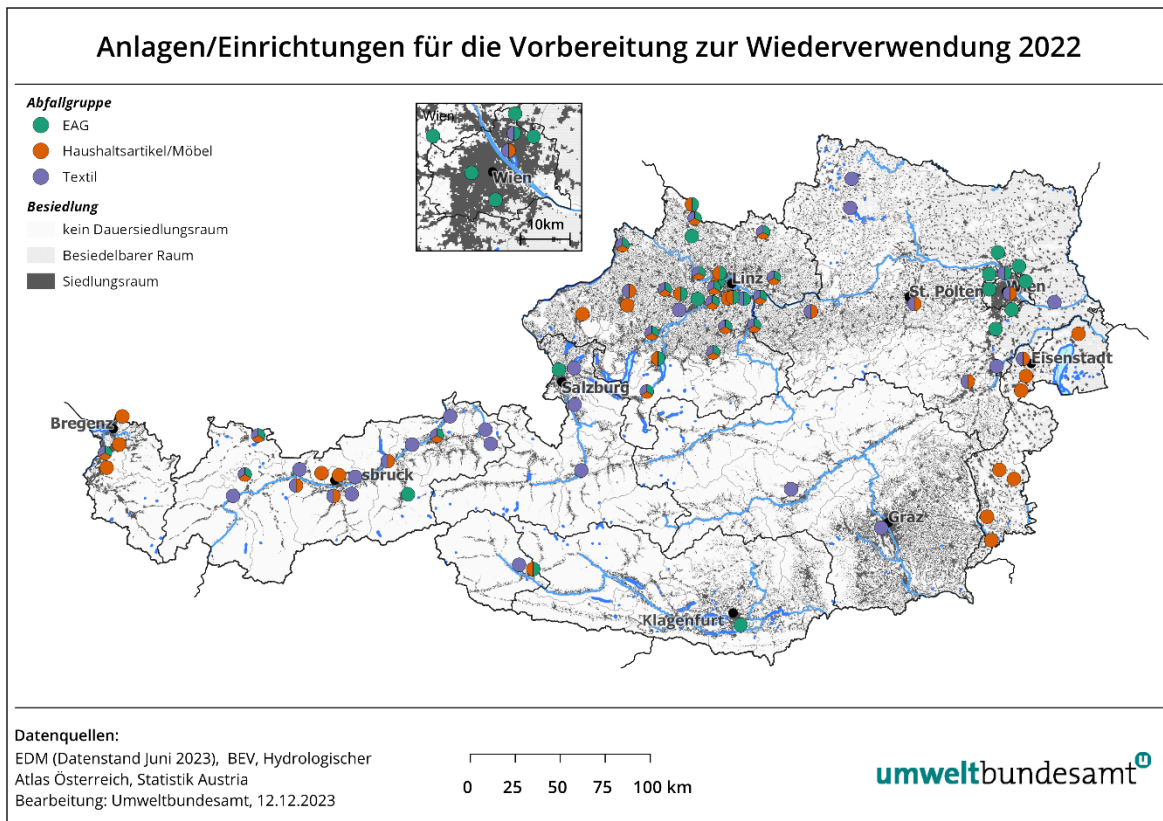 Anlagen/Einrichtungen für die Vorbereitung zur Wiederverwendung 2022
Abfallgruppe
EAG
Haushaltsartikel/Möbel
Textil
Besiedlung
kein Dauersiedlungsraum
Besiedelbarer Raum
Siedlungsraum
Wien
Wien
10km
Linz
St. Pölten
Wien
Eisenstadt
Salzburg
Bregenz
sbruck
Graz
Klagenfurt
Datenquellen:
EDM (Datenstand Juni 2023), BEV, Hydrologischer
Atlas Österreich, Statistik Austria
Bearbeitung: Umweltbundesamt, 12.12.2023
0 25 50 75 100 km
umweltbundesamt u